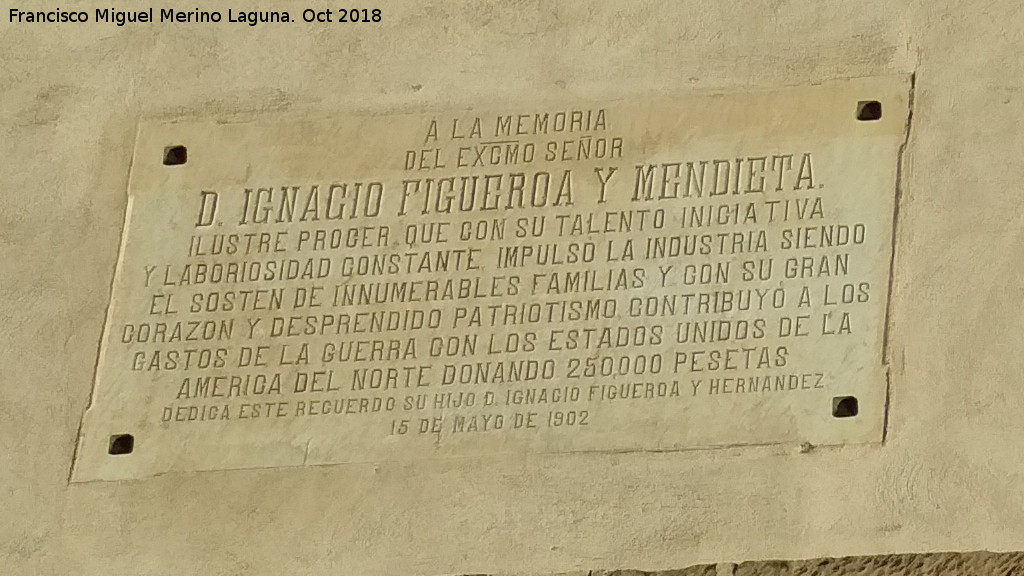 Francisco Miguel Merino Laguna. Oct 2018
A LA MEMORIA
DEL EXCMO SEÑOR
D. IGNACIO FIGUEROA Y MENDIETA.
ILUSTRE PROCER, QUE CON SU TALENTO INICIATIVA
Y LABORIOSIDAD CONSTANTE, IMPULSÓ LA INDUSTRIA SIENDO
EL SOSTEN DE INNUMERABLES FAMILIAS Y CON SU GRAN
CORAZON Y DESPRENDIDO PATRIOTISMO, CONTRIBUYÓ A LOS
GASTOS DE LA GUERRA CON LOS ESTADOS UNIDOS DE LA
AMERICA DEL NORTE DONANDO 250,000 PESETAS
DEDICA ESTE RECUERDO SU HIJO D. IGNACIO FIGUEROA Y HERNANDEZ
15 DE MAYO DE 1902